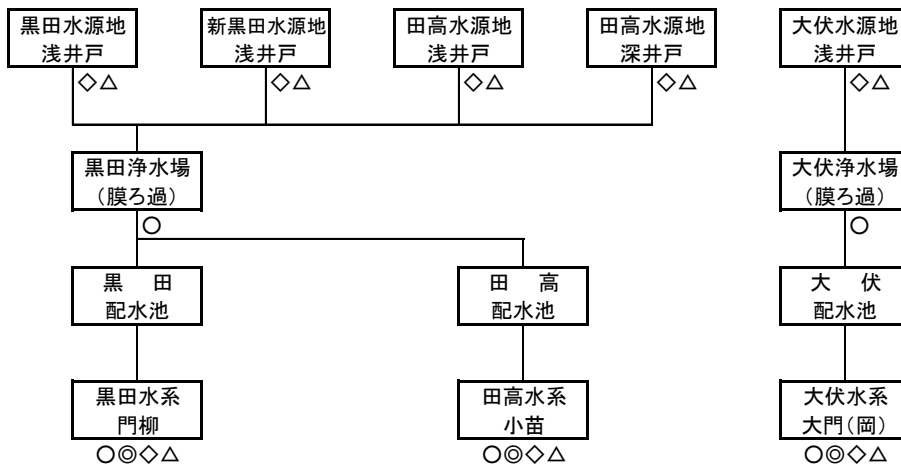 黒田水源地 新黒田水源地 田高水源地 田高水源地 大伏水源地
浅井戸 浅井戸 浅井戸 深井戸 浅井戸
◇△ ◇△ ◇△ ◇△ ◇△
黒田浄水場 大伏浄水場
(膜ろ過) (膜ろ過)
○ ○
黒 田 田 高 大 伏
配水池 配水池 配水池
黒田水系 田高水系 大伏水系
門柳 小苗 大門(岡)
○◎◇△ ○◎◇△ ○◎◇△